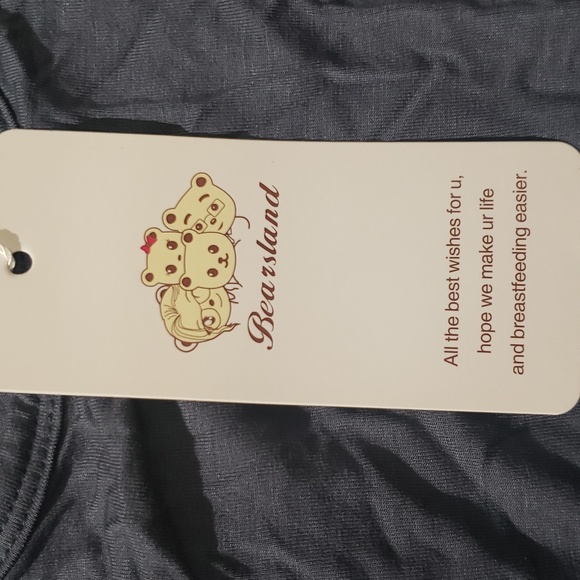 Bearsland
All the best wishes for u,
hope we make ur life
and breastfeeding easier.